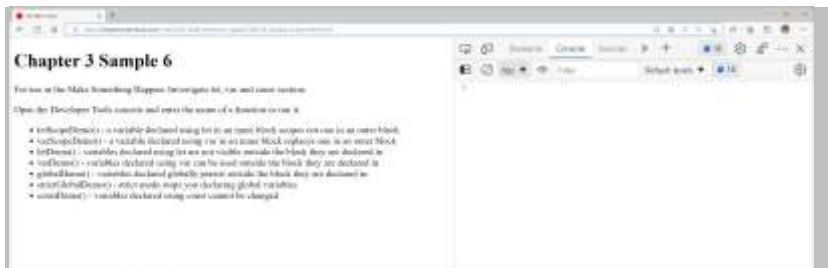 Elements Console Sources
top Filter Default levels 16
Chapter 3 Sample 6
For use in the Make Something Happen: Investigate let, var and const section
Open the Developer Tools console and enter the name of a function to run it.
letScopeDemo() - a variable declared using let in an inner block scopes out one in an outer block
varScopeDemo() - a variable declared using var in an inner block replaces one in an outer block
letDemo() - variables declared using let are not visible outside the block they are declared in
varDemo() - variables declared using var can be used outside the block they are declared in
globalDemo() - variables declared globally persist outside the block they are declared in
strictGlobalDemo() - strict mode stops you declaring global variables
constDemo() - variables declared using const cannot be changed